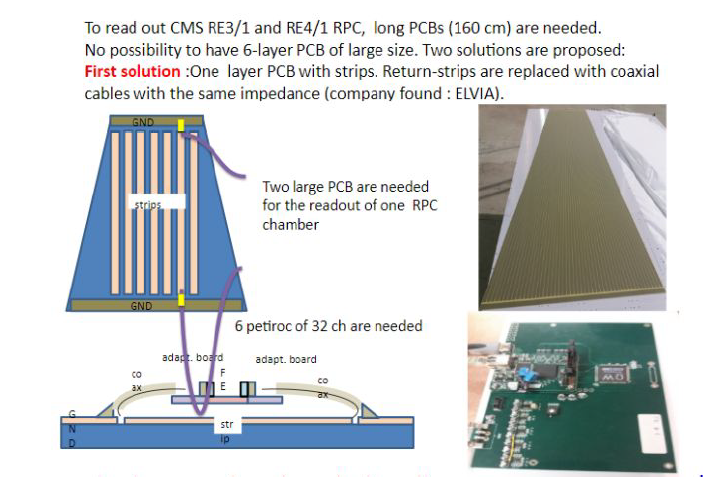 To read out CMS RE3/1 and RE4/1 RPC, long PCBs (160 cm) are needed.
No possibility to have 6-layer PCB of large size. Two solutions are proposed:
First solution :One layer PCB with strips. Return-strips are replaced with coaxial
cables with the same impedance (company found : ELVIA).
GND
strips
Two large PCB are needed
for the readout of one RPC
chamber
GND
6 petiroc of 32 ch are needed
adapt. board
adapt. board
F
E
co
ax
co
ax
G
N
D
str
ip